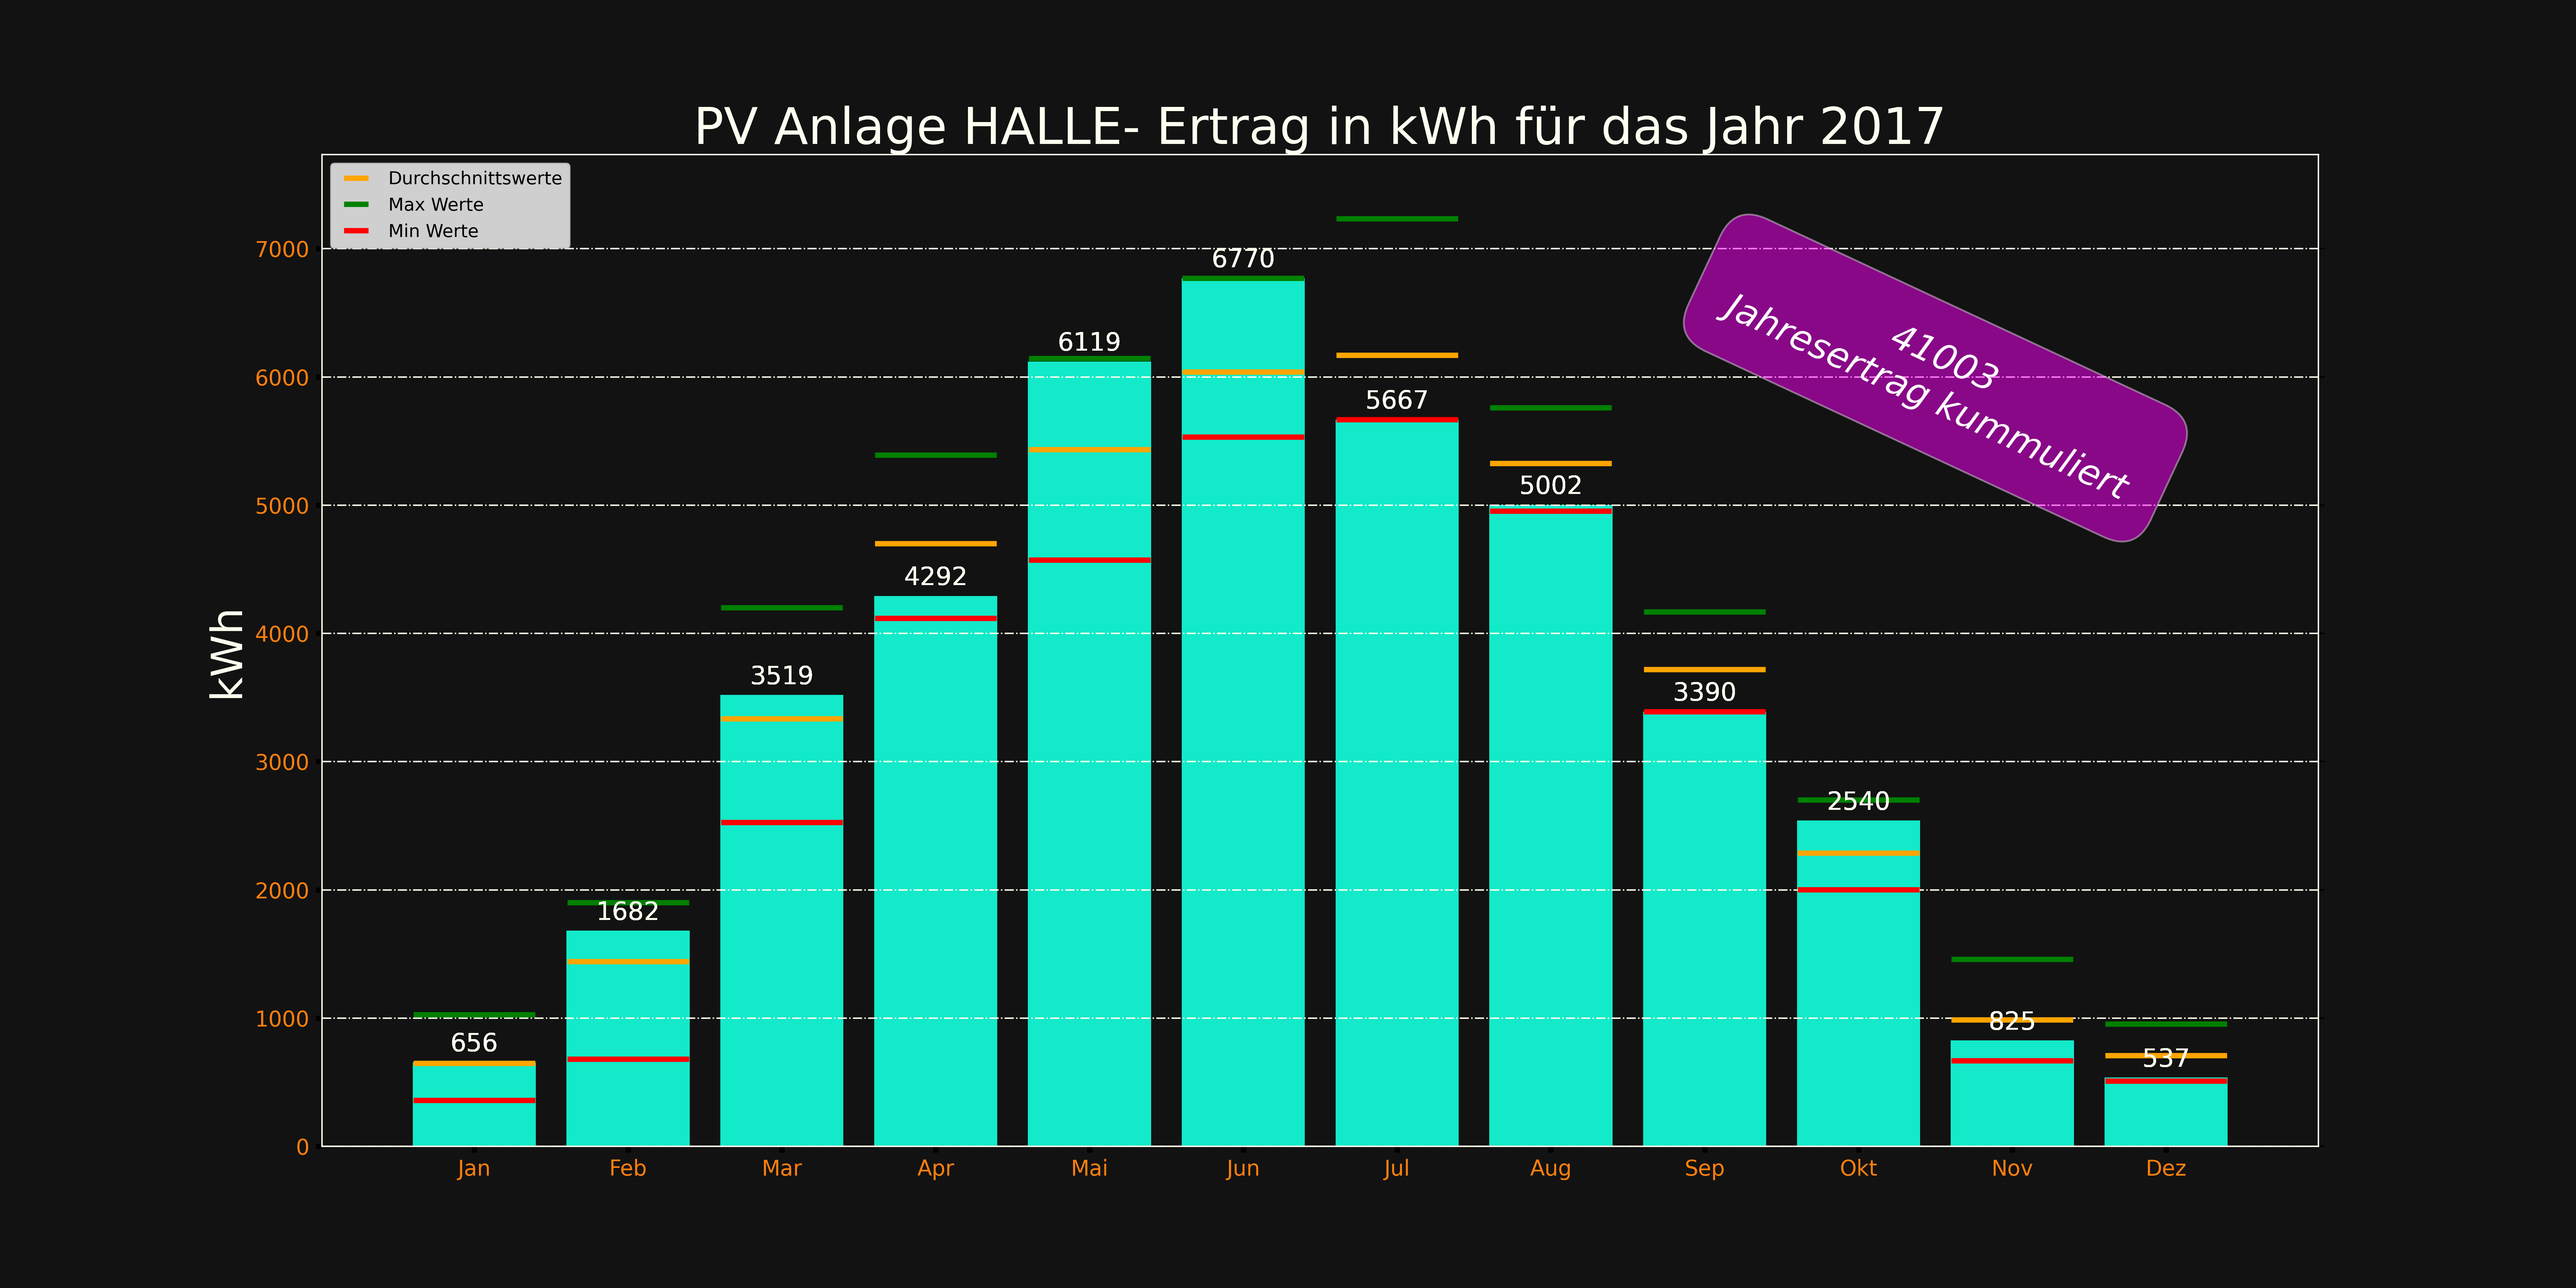 PV Anlage HALLE- Ertrag in kWh für das Jahr 2017
Durchschnittswerte
Max Werte
Min Werte
kWh
7000
6000
5000
4000
3000
2000
1000
0
656
1682
3519
4292
6119
6770
5667
5002
3390
2540
825
537
41003
Jahresertrag kummuliert
Jan
Feb
Mar
Apr
Mai
Jun
Jul
Aug
Sep
Okt
Nov
Dez